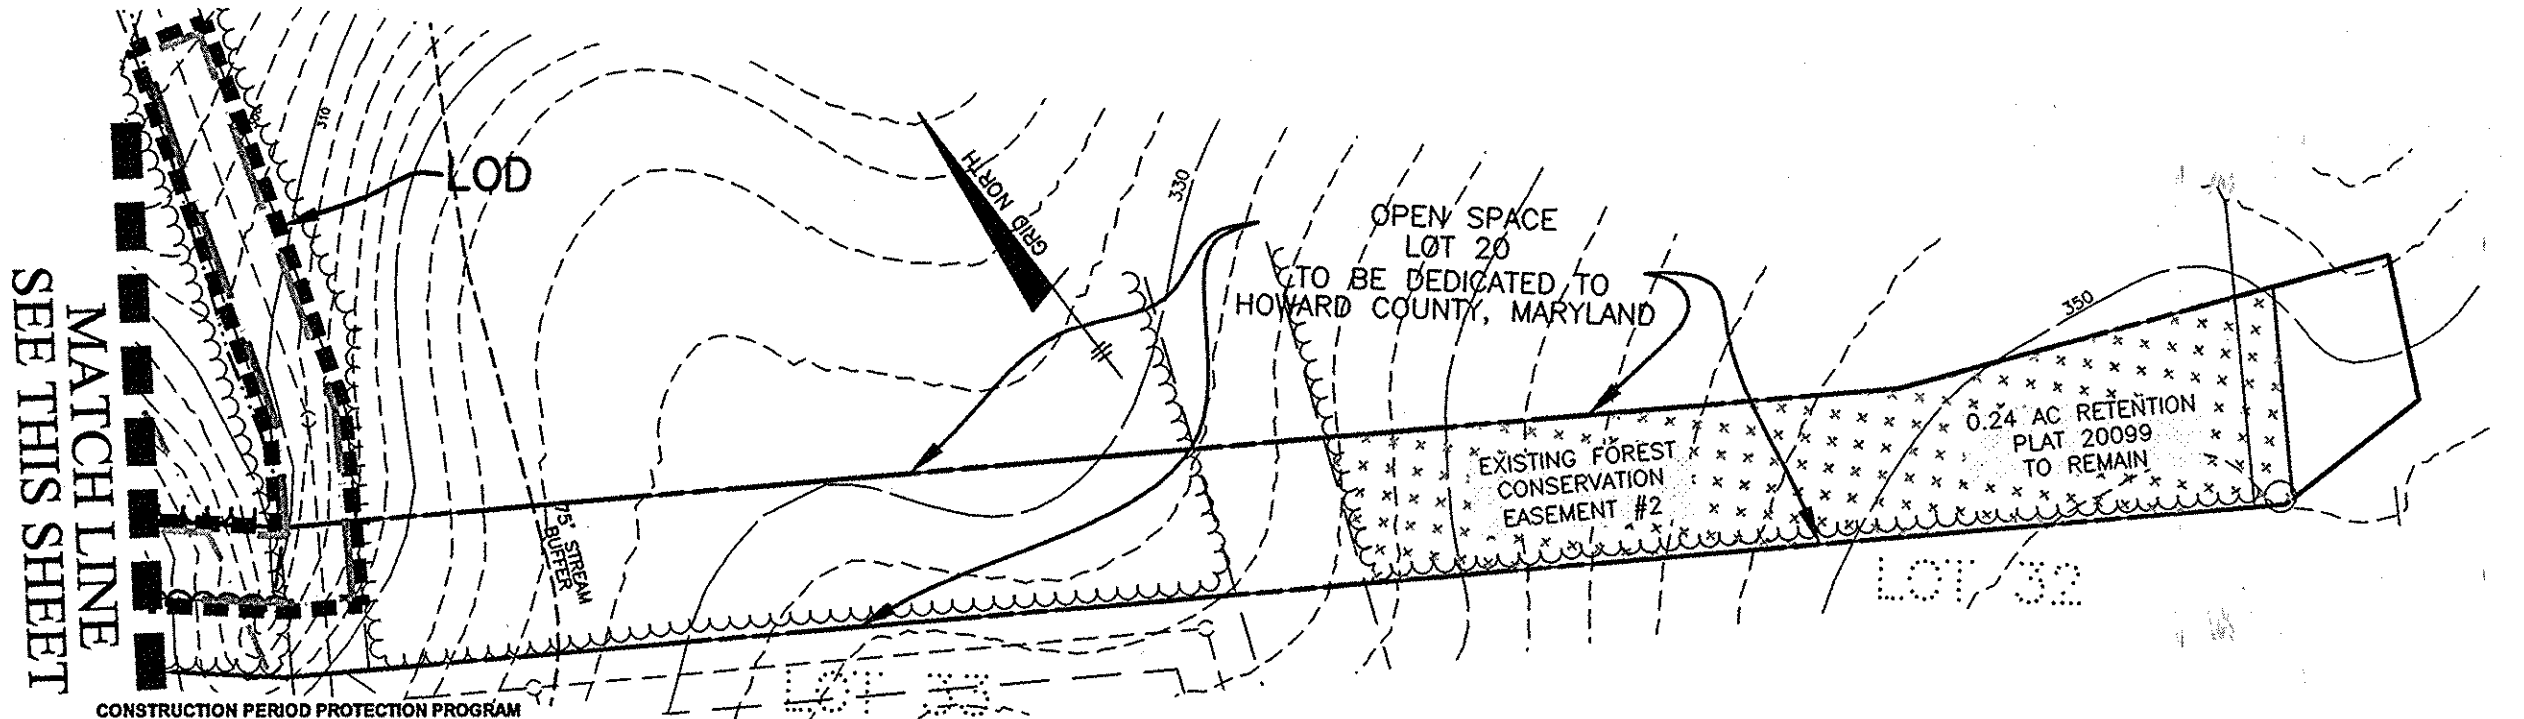 MATCH LINE
SEE THIS SHEET
LOD
310
GRID NORTH
330
OPEN SPACE
LOT 20
TO BE DEDICATED TO
HOWARD COUNTY, MARYLAND
350
0.24 AC RETENTION
PLAT 20099
TO REMAIN
EXISTING FOREST
CONSERVATION
EASEMENT #2
75' STREAM
BUFFER
LOT 32
LOT 33
CONSTRUCTION PERIOD PROTECTION PROGRAM